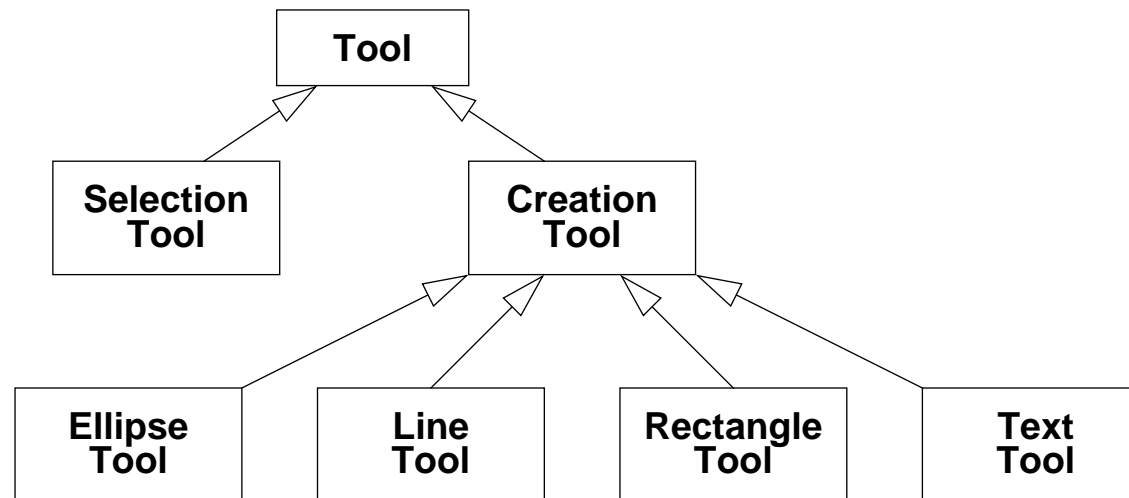 Tool
Selection
Tool
Creation
Tool
Ellipse
Tool
Line
Tool
Rectangle
Tool
Text
Tool